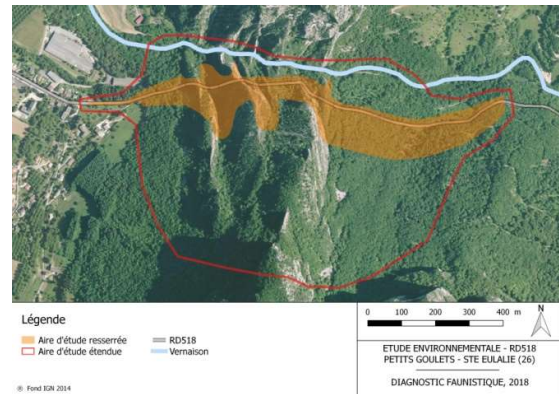 Légende
Aire d'étude resserrée
Aire d'étude étendue
RD518
Vernaison
® Fond IGN 2014
0 100 200 300 400 m
N
ETUDE ENVIRONEMENTALE - RD518
PETITS GOULETS - STE EULALIE (26)
DIAGNOSTIC FAUNISTIQUE, 2018